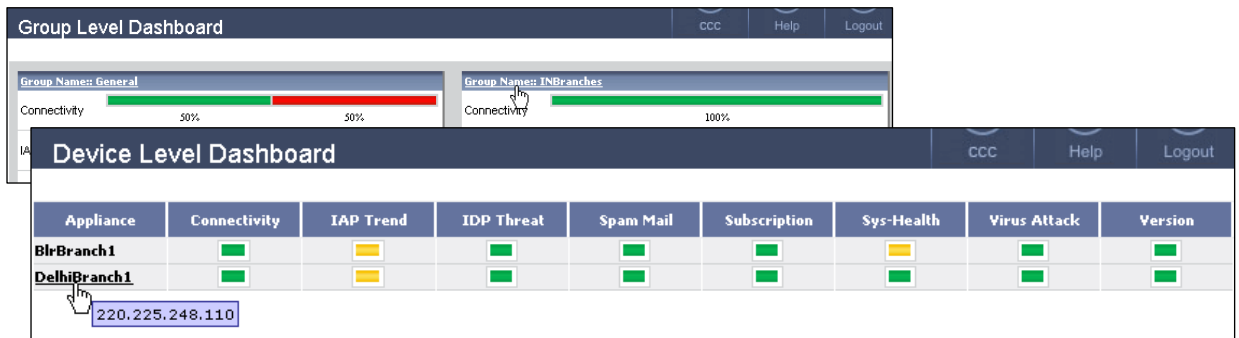 Group Level Dashboard
CCC Help Logout
Group Name:: General Group Name:: INBranches
Connectivity Connectivity
50% 50% 100%
IA
Device Level Dashboard
CCC Help Logout
Appliance Connectivity IAP Trend IDP Threat Spam Mail Subscription Sys-Health Virus Attack Version
BlrBranch1
DelhiBranch1
220.225.248.110